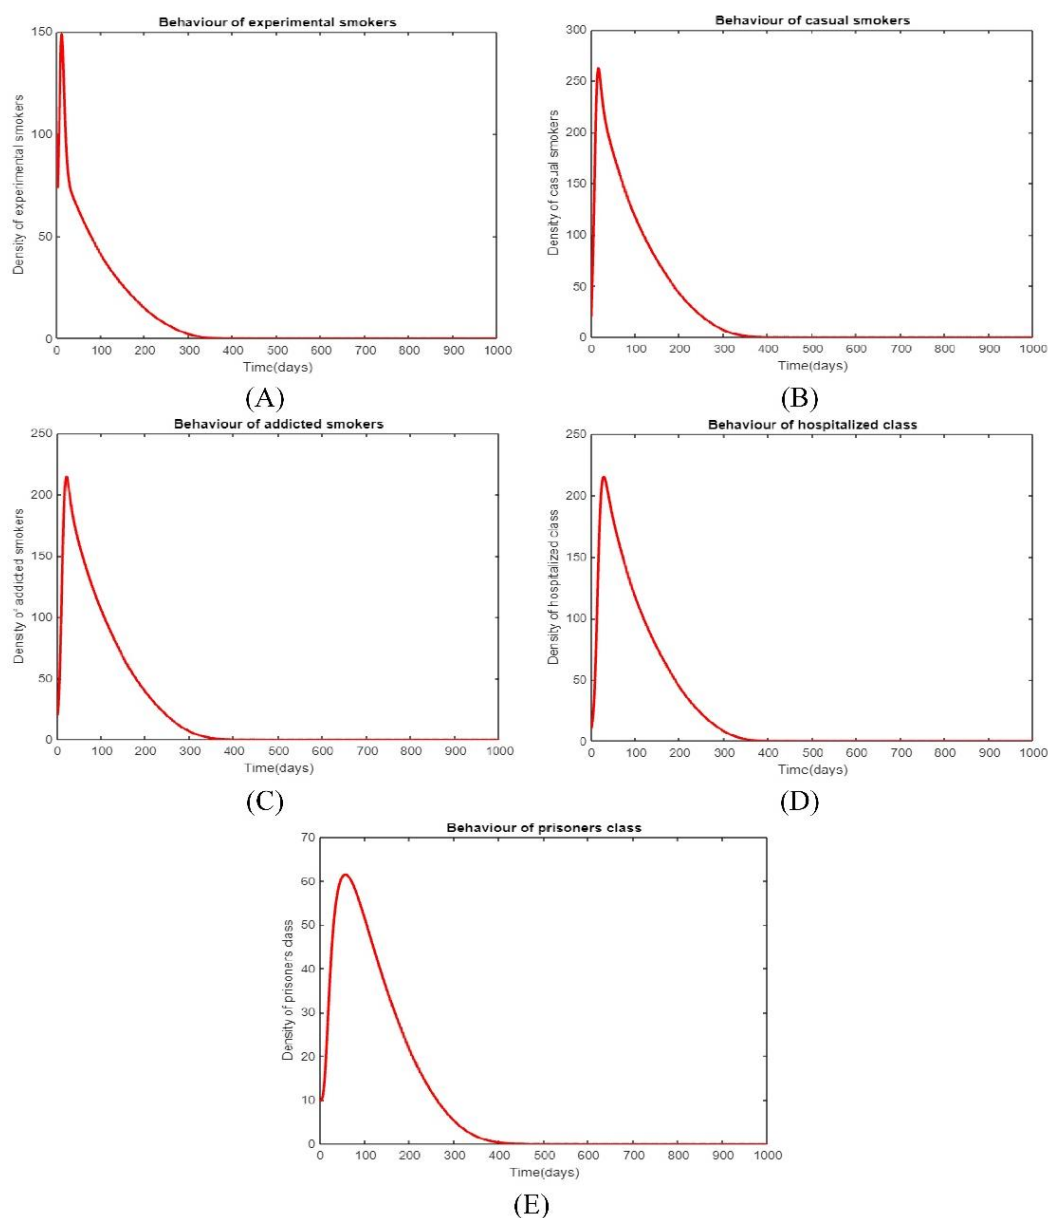 Behaviour of experimental smokers
Density of experimental smokers
150
100
50
0
0 100 200 300 400 500 600 700 800 900 1000
Time(days)
(A)
Behaviour of casual smokers
Density of casual smokers
300
250
200
150
100
50
0
0 100 200 300 400 500 600 700 800 900 1000
Time(days)
(B)
Behaviour of addicted smokers
Density of addicted smokers
250
200
150
100
50
0
0 100 200 300 400 500 600 700 800 900 1000
Time(days)
(C)
Behaviour of hospitalized class
Density of hospitalized class
250
200
150
100
50
0
0 100 200 300 400 500 600 700 800 900 1000
Time(days)
(D)
Behaviour of prisoners class
Density of prisoners class
70
60
50
40
30
20
10
0
0 100 200 300 400 500 600 700 800 900 1000
Time(days)
(E)